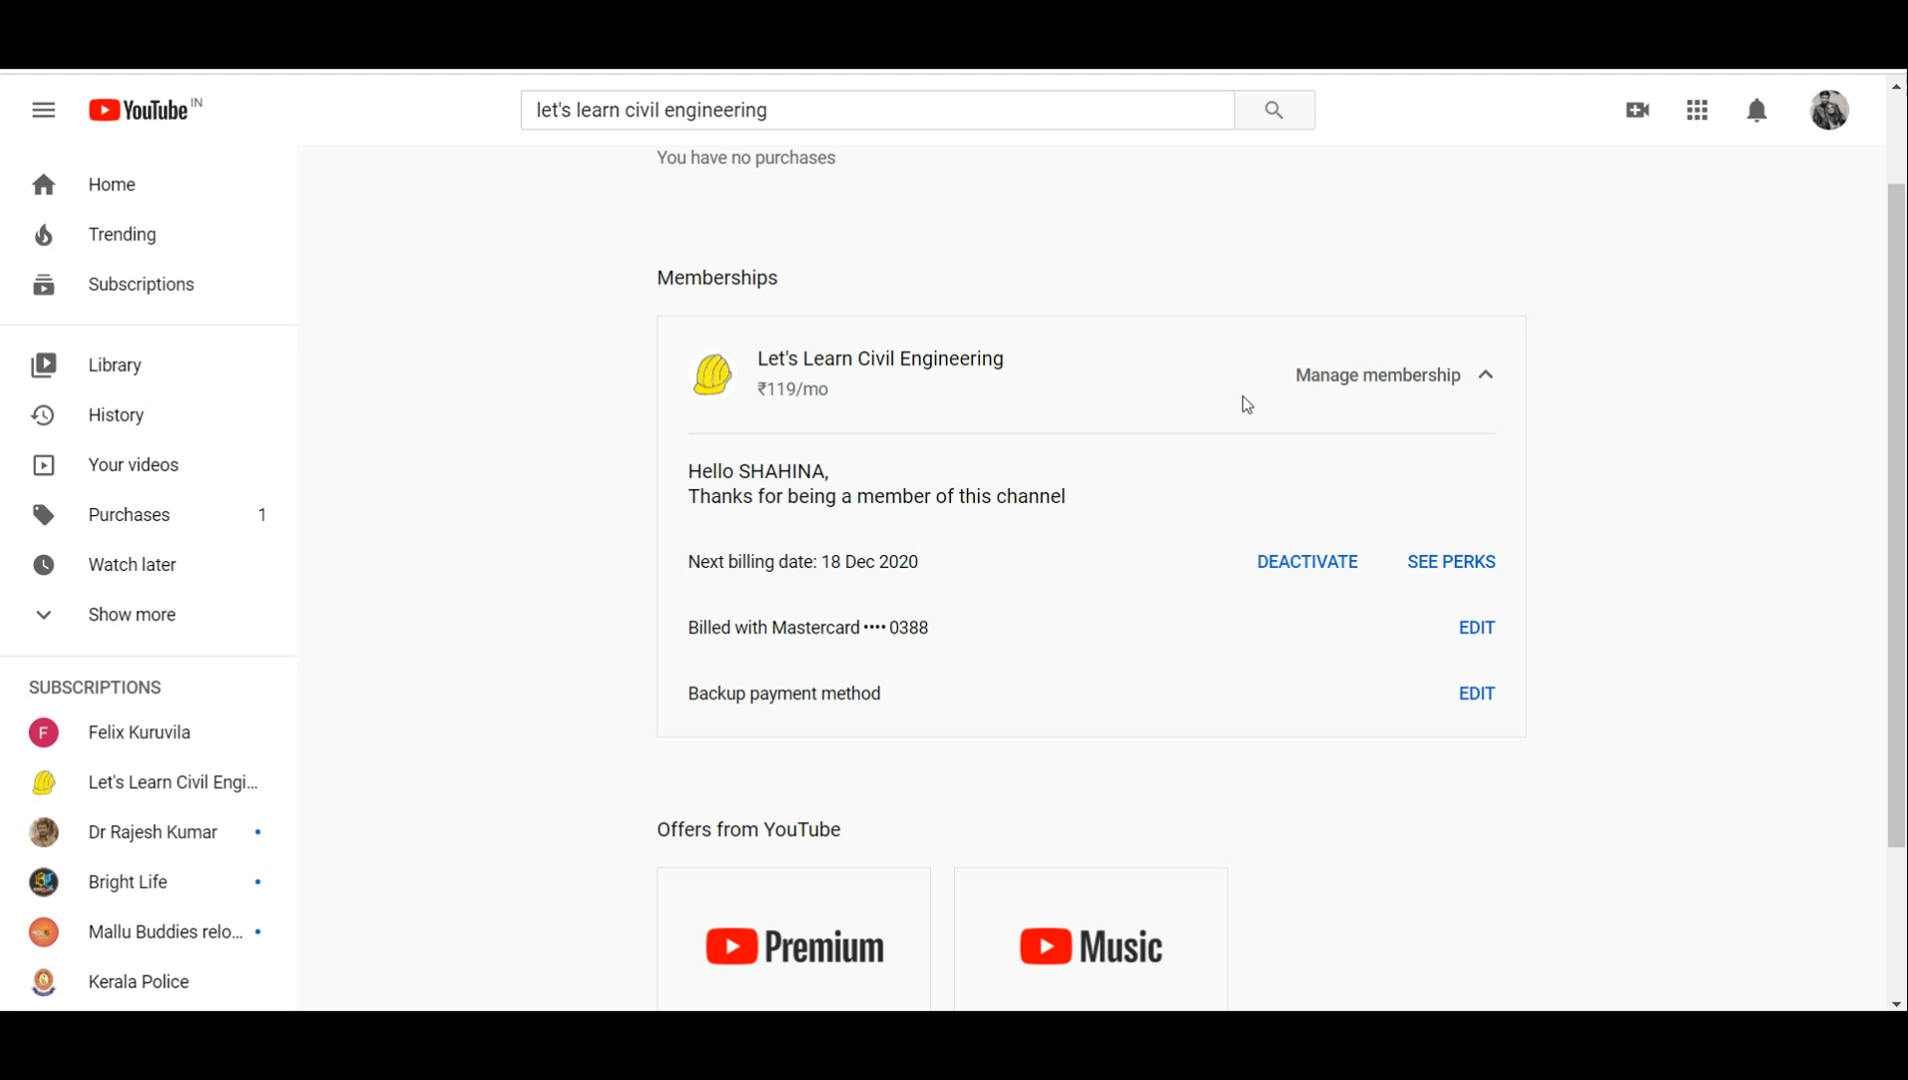 YouTube IN
let's learn civil engineering
Home
Trending
Subscriptions
Library
History
Your videos
Purchases 1
Watch later
Show more
SUBSCRIPTIONS
F Felix Kuruvila
Let's Learn Civil Engi...
Dr Rajesh Kumar
Bright Life
Mallu Buddies relo...
Kerala Police
You have no purchases
Memberships
Let's Learn Civil Engineering
₹119/mo
Manage membership
Hello SHAHINA,
Thanks for being a member of this channel
Next billing date: 18 Dec 2020 DEACTIVATE SEE PERKS
Billed with Mastercard •••• 0388 EDIT
Backup payment method EDIT
Offers from YouTube
Premium
Music